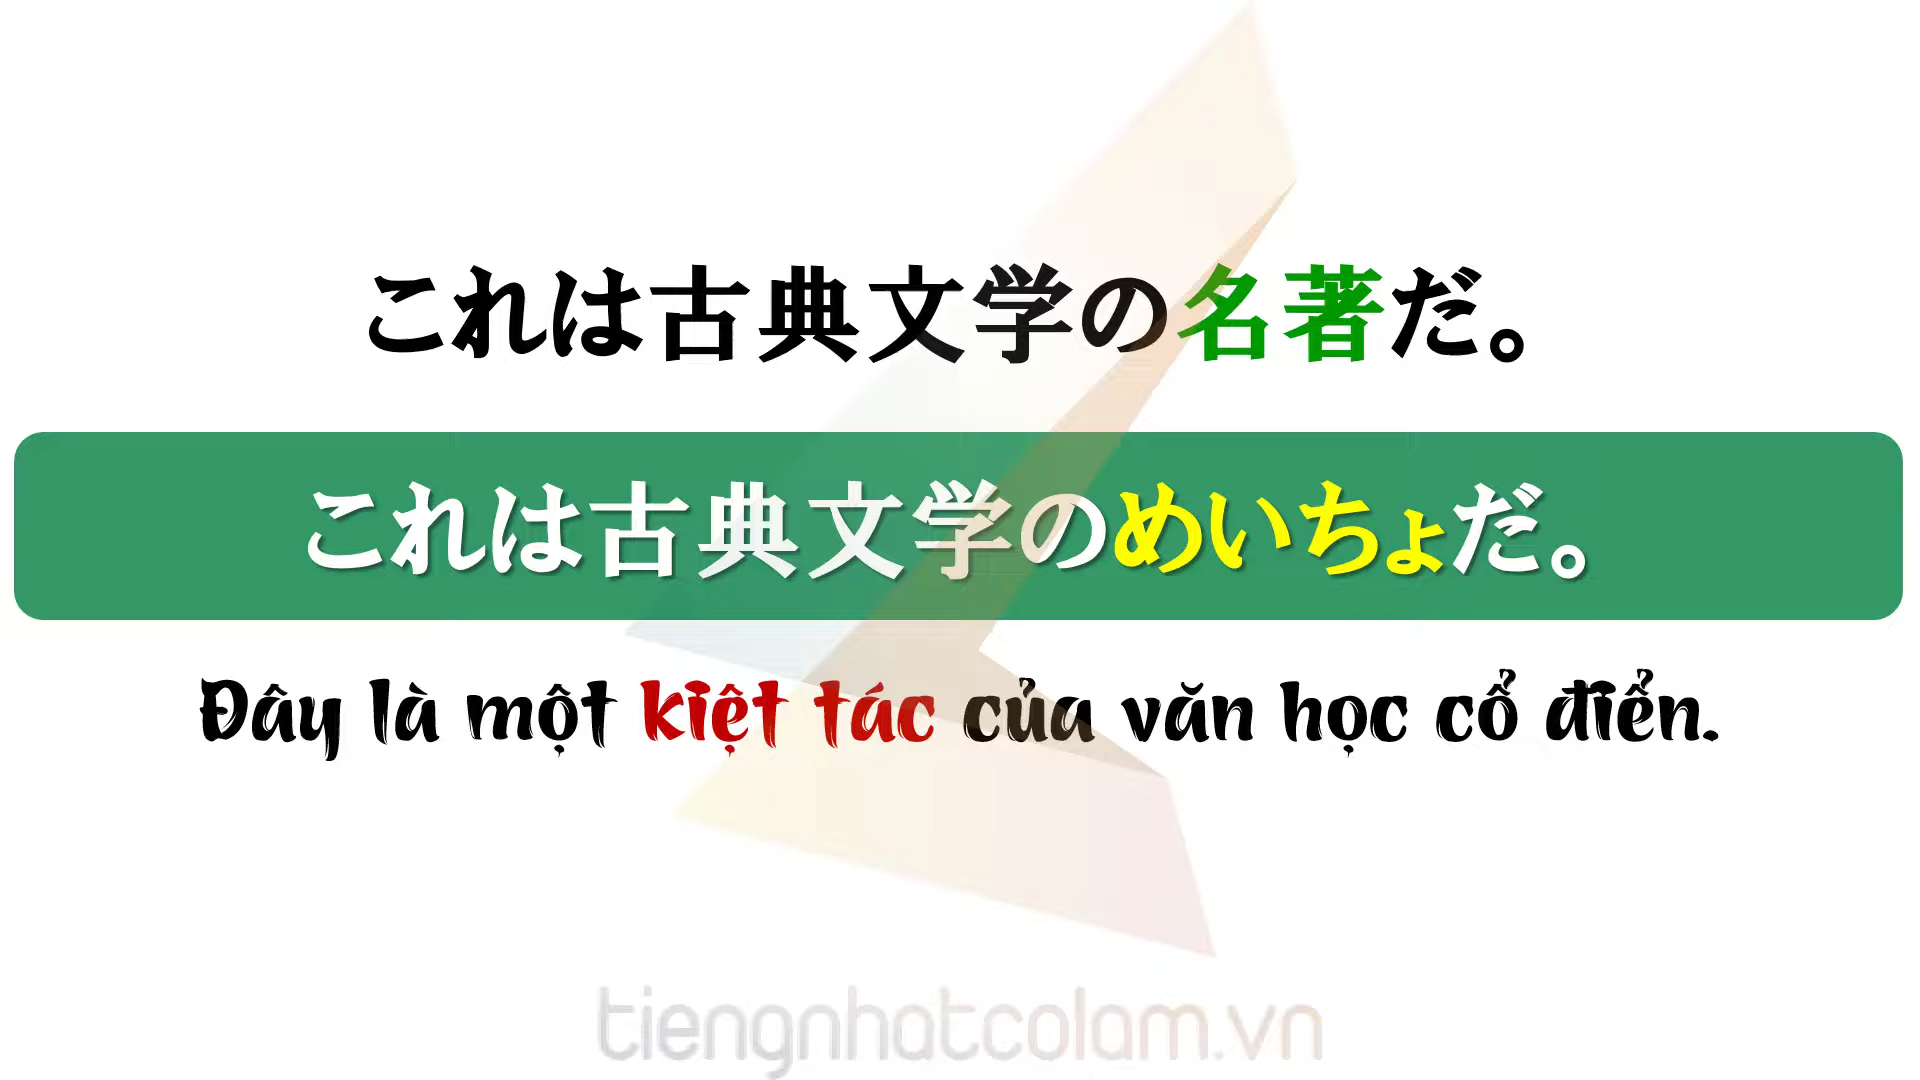 これは古典文学の名著だ。
これは古典文学のめいちょだ。
Đây là một kiệt tác của văn học cổ điển.
tiengnhatcolam.vn